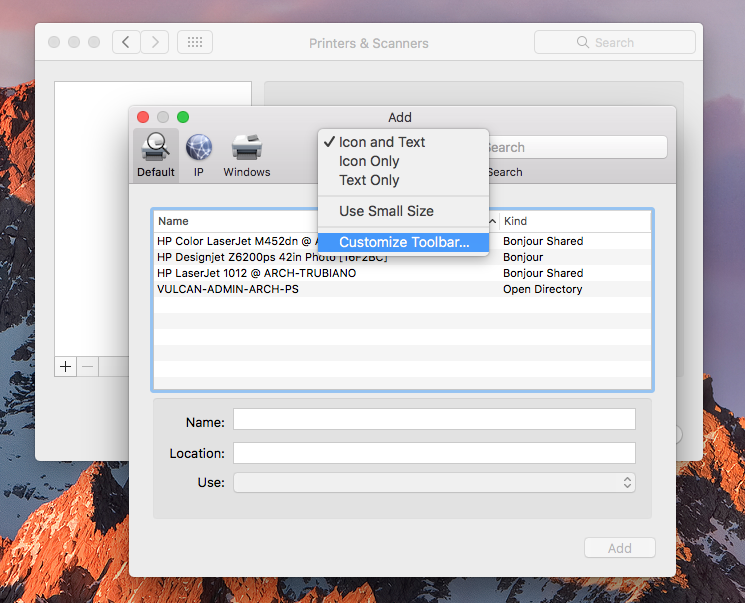 Printers & Scanners
Search
Add
Default
IP
Windows
Search
Search
Icon and Text
Icon Only
Text Only
Use Small Size
Customize Toolbar...
Name
Kind
HP Color LaserJet M452dn @ Bonjour Shared
HP Designjet Z6200ps 42in Photo [16F2BC] Bonjour
HP LaserJet 1012 @ ARCH-TRUBIANO Bonjour Shared
VULCAN-ADMIN-ARCH-PS Open Directory
Name:
Location:
Use:
Add